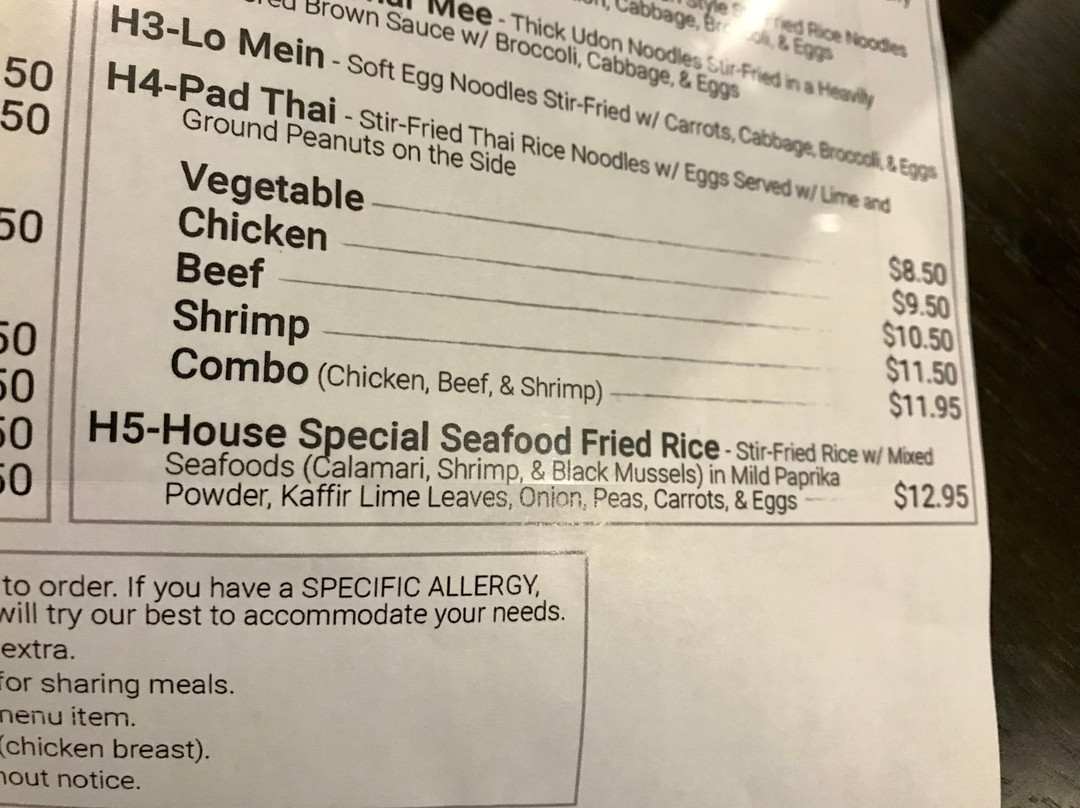 Cabbage,
& Eggs
Fried Rice Noodles
Mee - Thick Udon Noodles Stir-Fried in a Heavily
Brown Sauce w/ Broccoli, Cabbage, & Eggs
H3-Lo Mein - Soft Egg Noodles Stir-Fried w/ Carrots, Cabbage, Broccoli, & Eggs
H4-Pad Thai - Stir-Fried Thai Rice Noodles w/ Eggs Served w/ Lime and
Ground Peanuts on the Side
Vegetable $8.50
Chicken $9.50
Beef $10.50
Shrimp $11.50
Combo (Chicken, Beef, & Shrimp) $11.95
H5-House Special Seafood Fried Rice - Stir-Fried Rice w/ Mixed
Seafoods (Calamari, Shrimp, & Black Mussels) in Mild Paprika
Powder, Kaffir Lime Leaves, Onion, Peas, Carrots, & Eggs $12.95
50
50
50
50
50
50
50
to order. If you have a SPECIFIC ALLERGY,
will try our best to accommodate your needs.
extra.
for sharing meals.
menu item.
(chicken breast).
hout notice.